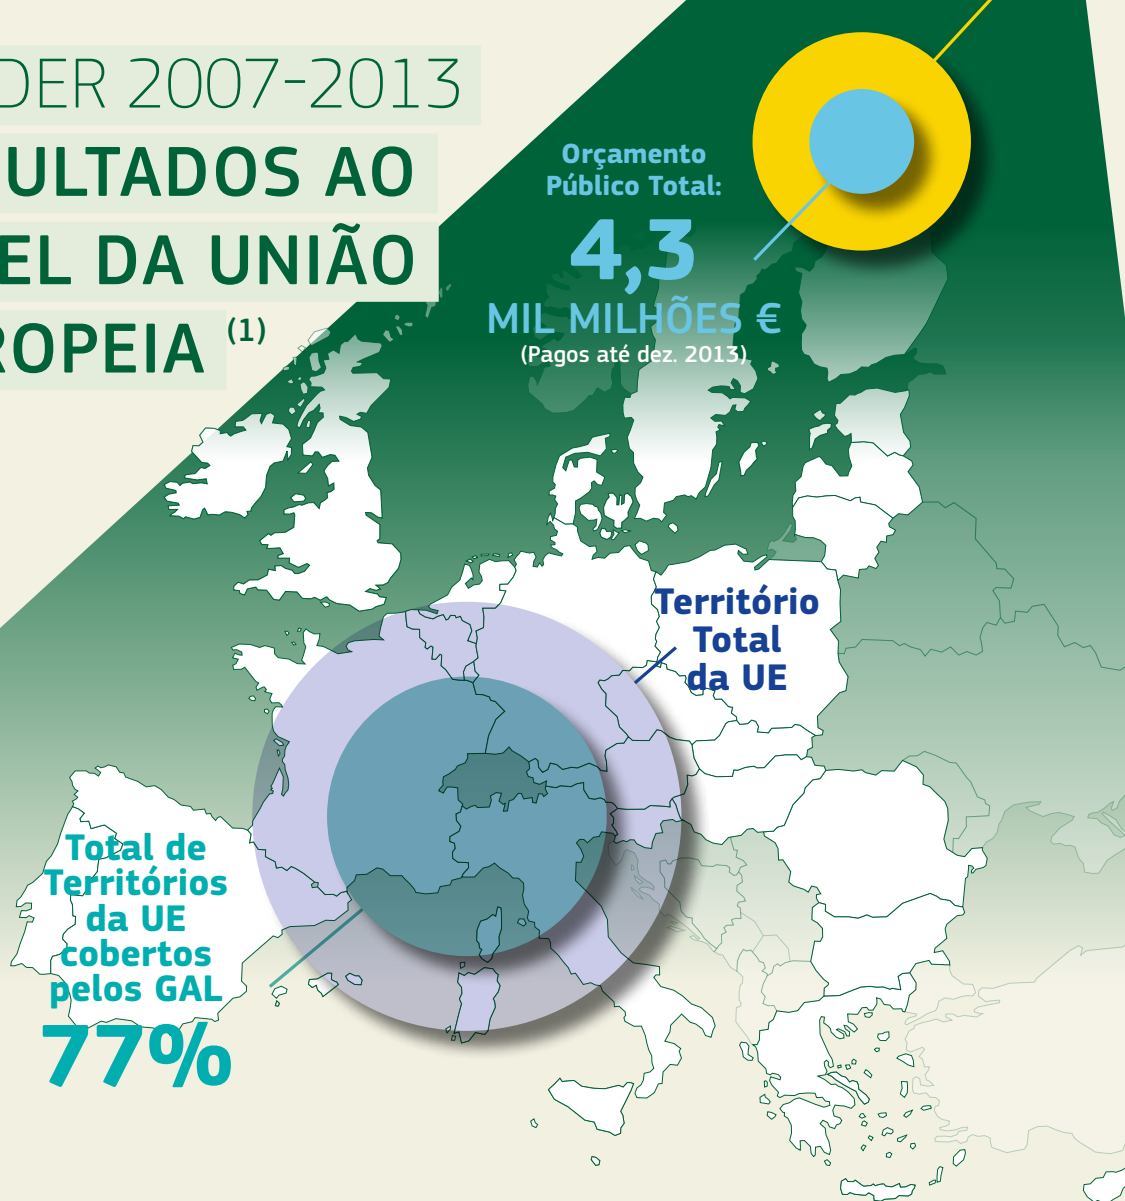 DER 2007-2013
ULTADOS AO
EL DA UNIÃO
ROPEIA (1)
Orçamento
Público Total:
4,3
MIL MILHÕES €
(Pagos até dez. 2013)
Território
Total
da UE
Total de
Territórios
da UE
cobertos
pelos GAL
77%